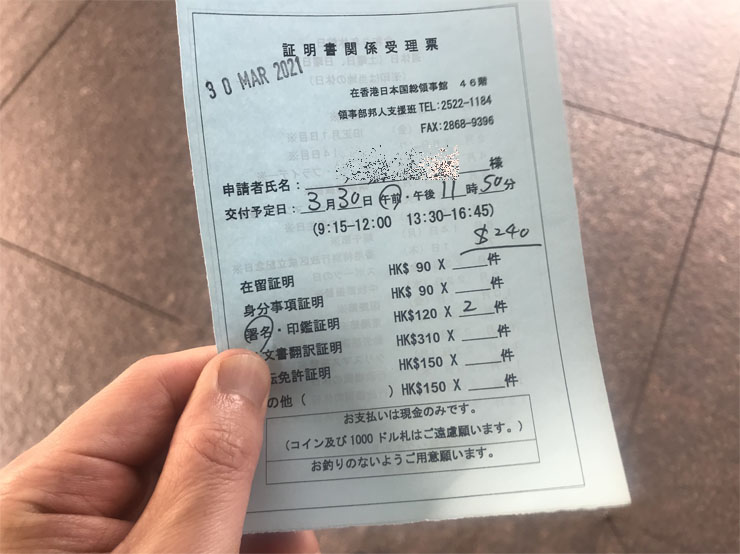 証明書関係受理票
30 MAR 2021
在香港日本国総領事館 46階
領事部邦人支援班 TEL:2522-1184
FAX:2868-9396
申請者氏名: 様
交付予定日: 3月30日 午前・午後 11時50分
(9:15-12:00 13:30-16:45)
$240
在留証明 HK$ 90 X 件
身分事項証明 HK$ 90 X 件
署名・印鑑証明 HK$120 X 2 件
文書翻訳証明 HK$310 X 件
免許証明 HK$150 X 件
の他( ) HK$150 X 件
お支払いは現金のみです。
(コイン及び1000ドル札はご遠慮願います。)
お釣りのないようご用意願います。